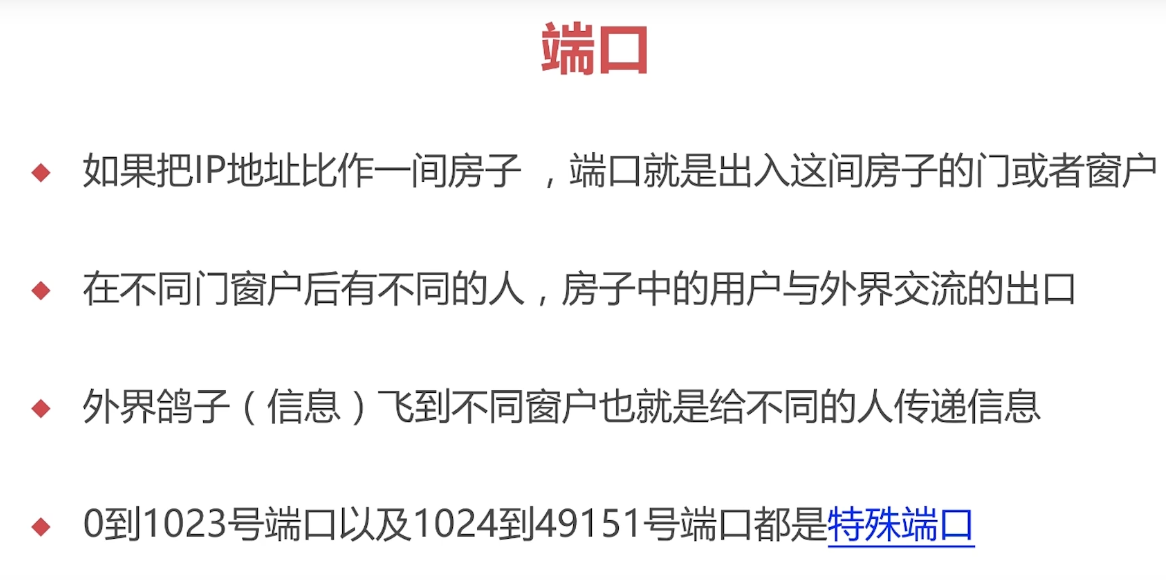 端口
如果把IP地址比作一间房子 ，端口就是出入这间房子的门或者窗户
在不同门窗户后有不同的人，房子中的用户与外界交流的出口
外界鸽子（信息）飞到不同窗户也就是给不同的人传递信息
0到1023号端口以及1024到49151号端口都是特殊端口